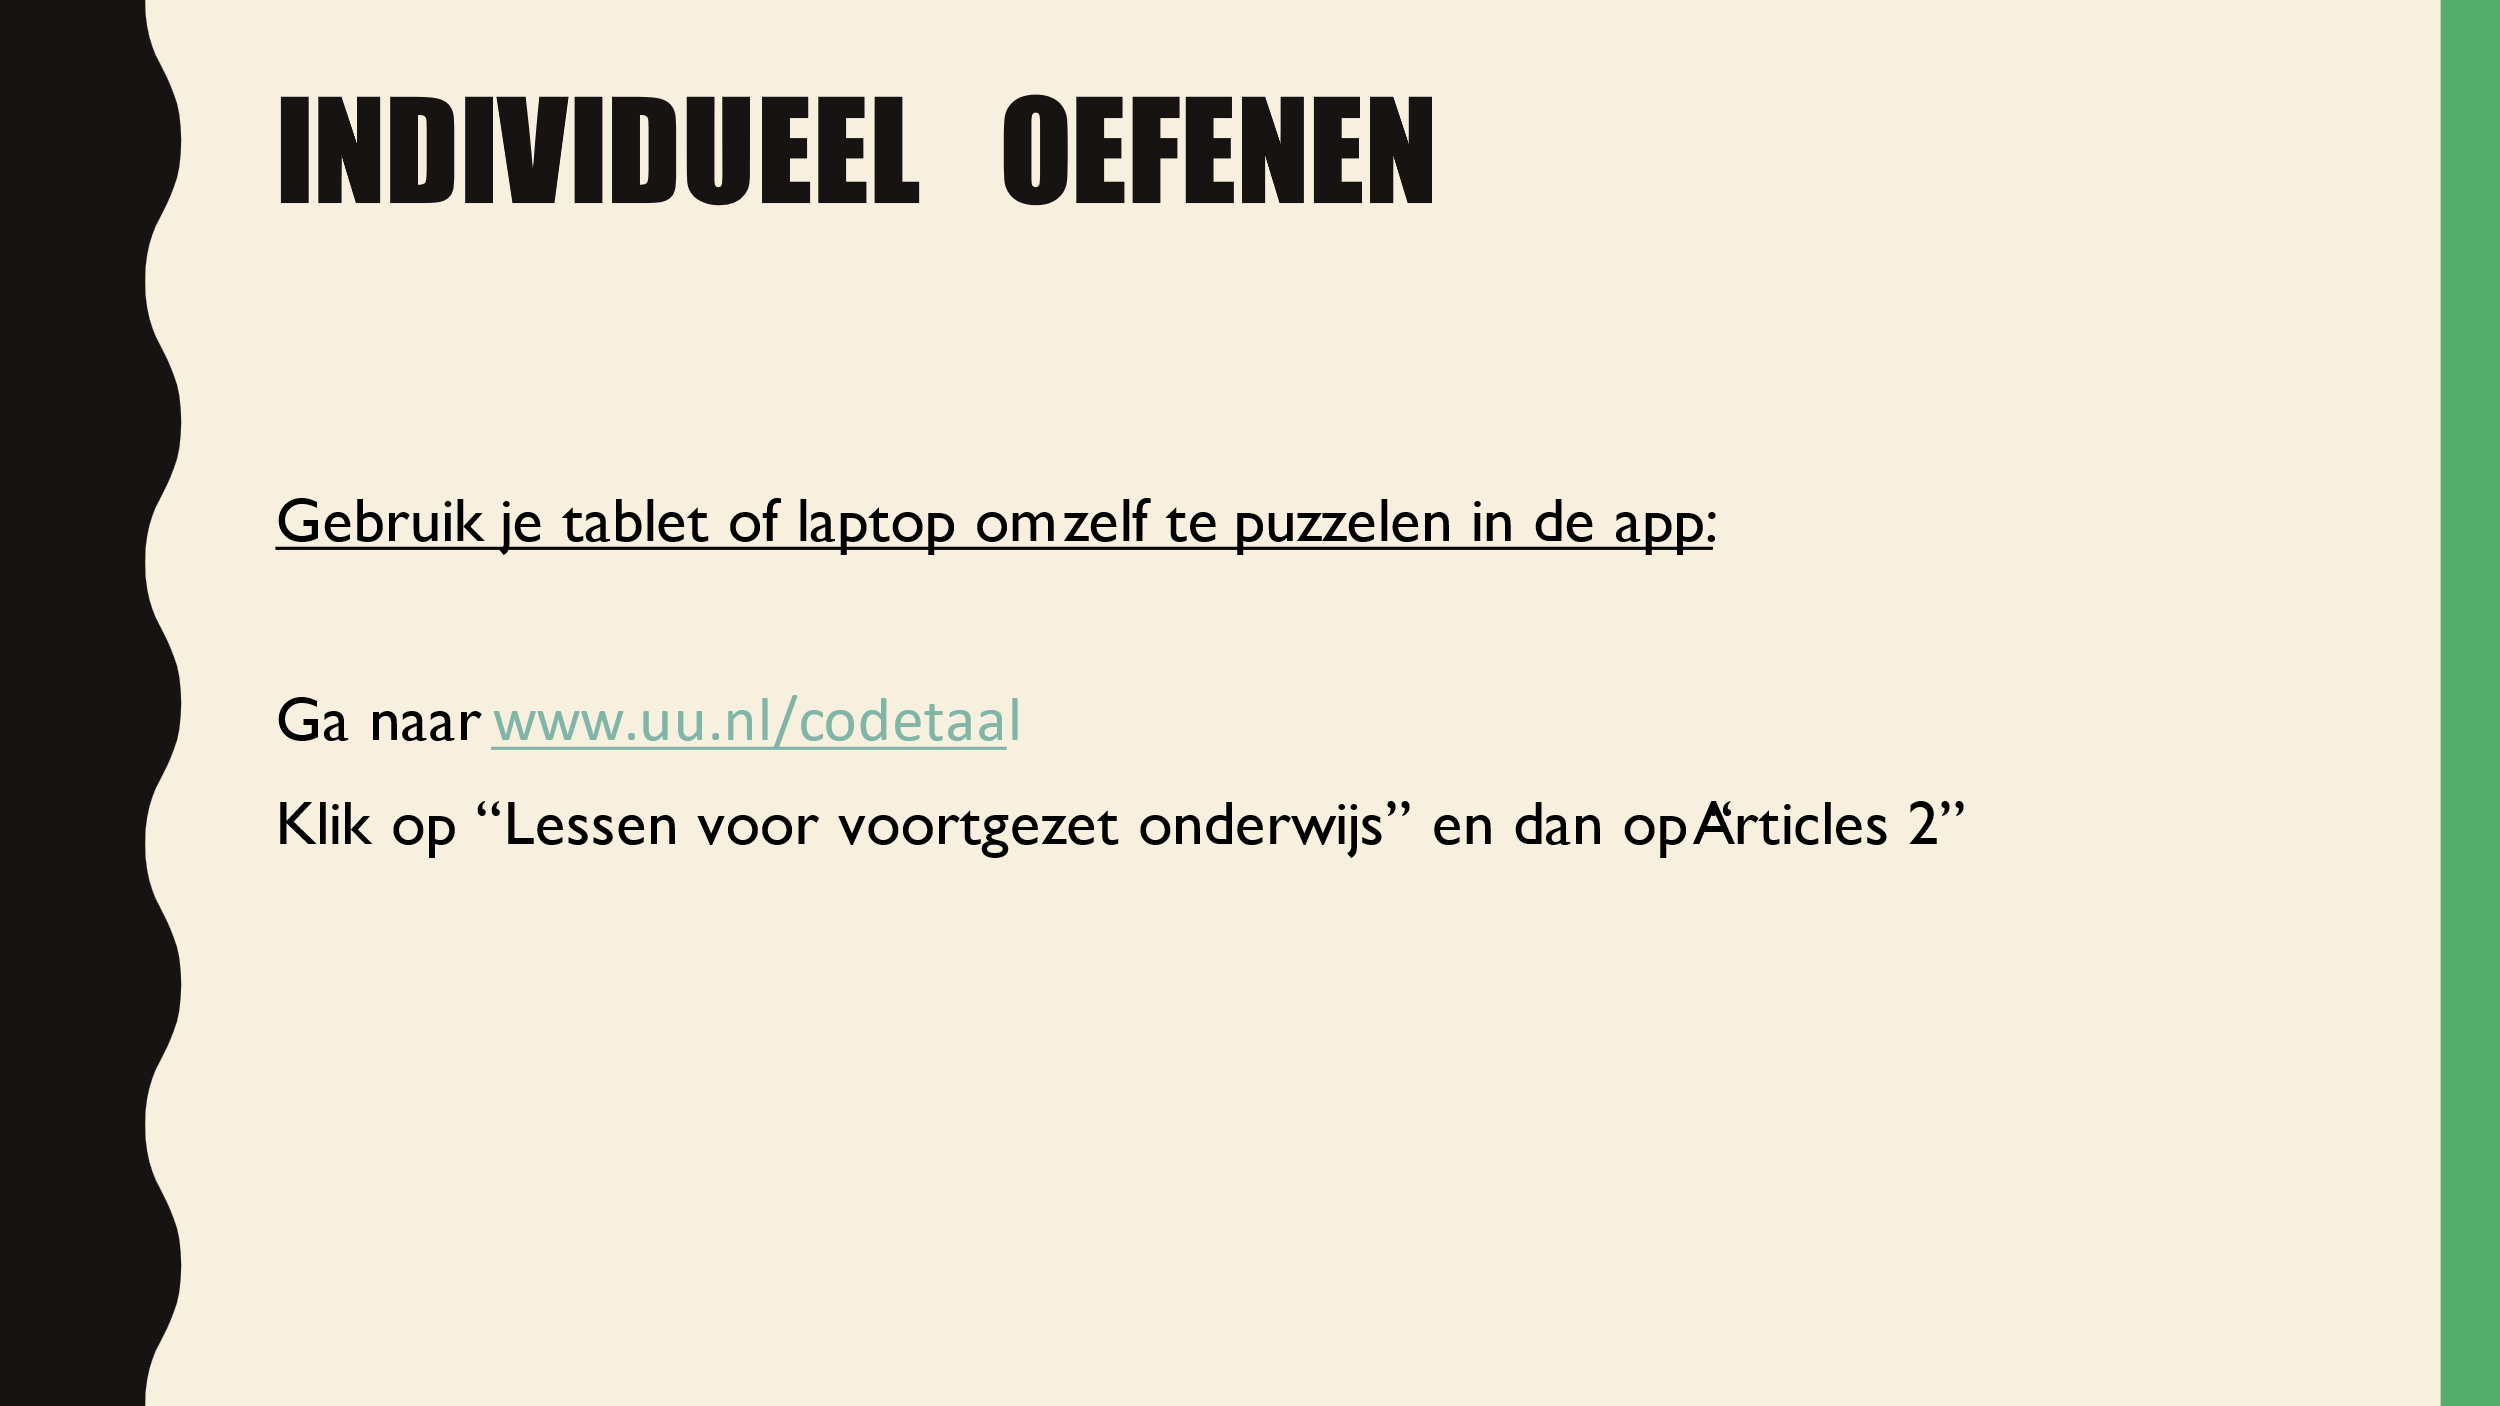 INDIVIDUEEL OEFENEN
Gebruik je tablet of laptop om zelf te puzzelen in de app:
Ga naar www.uu.nl/codetaal
Klik op “Lessen voor voortgezet onderwijs” en dan op “Articles 2”